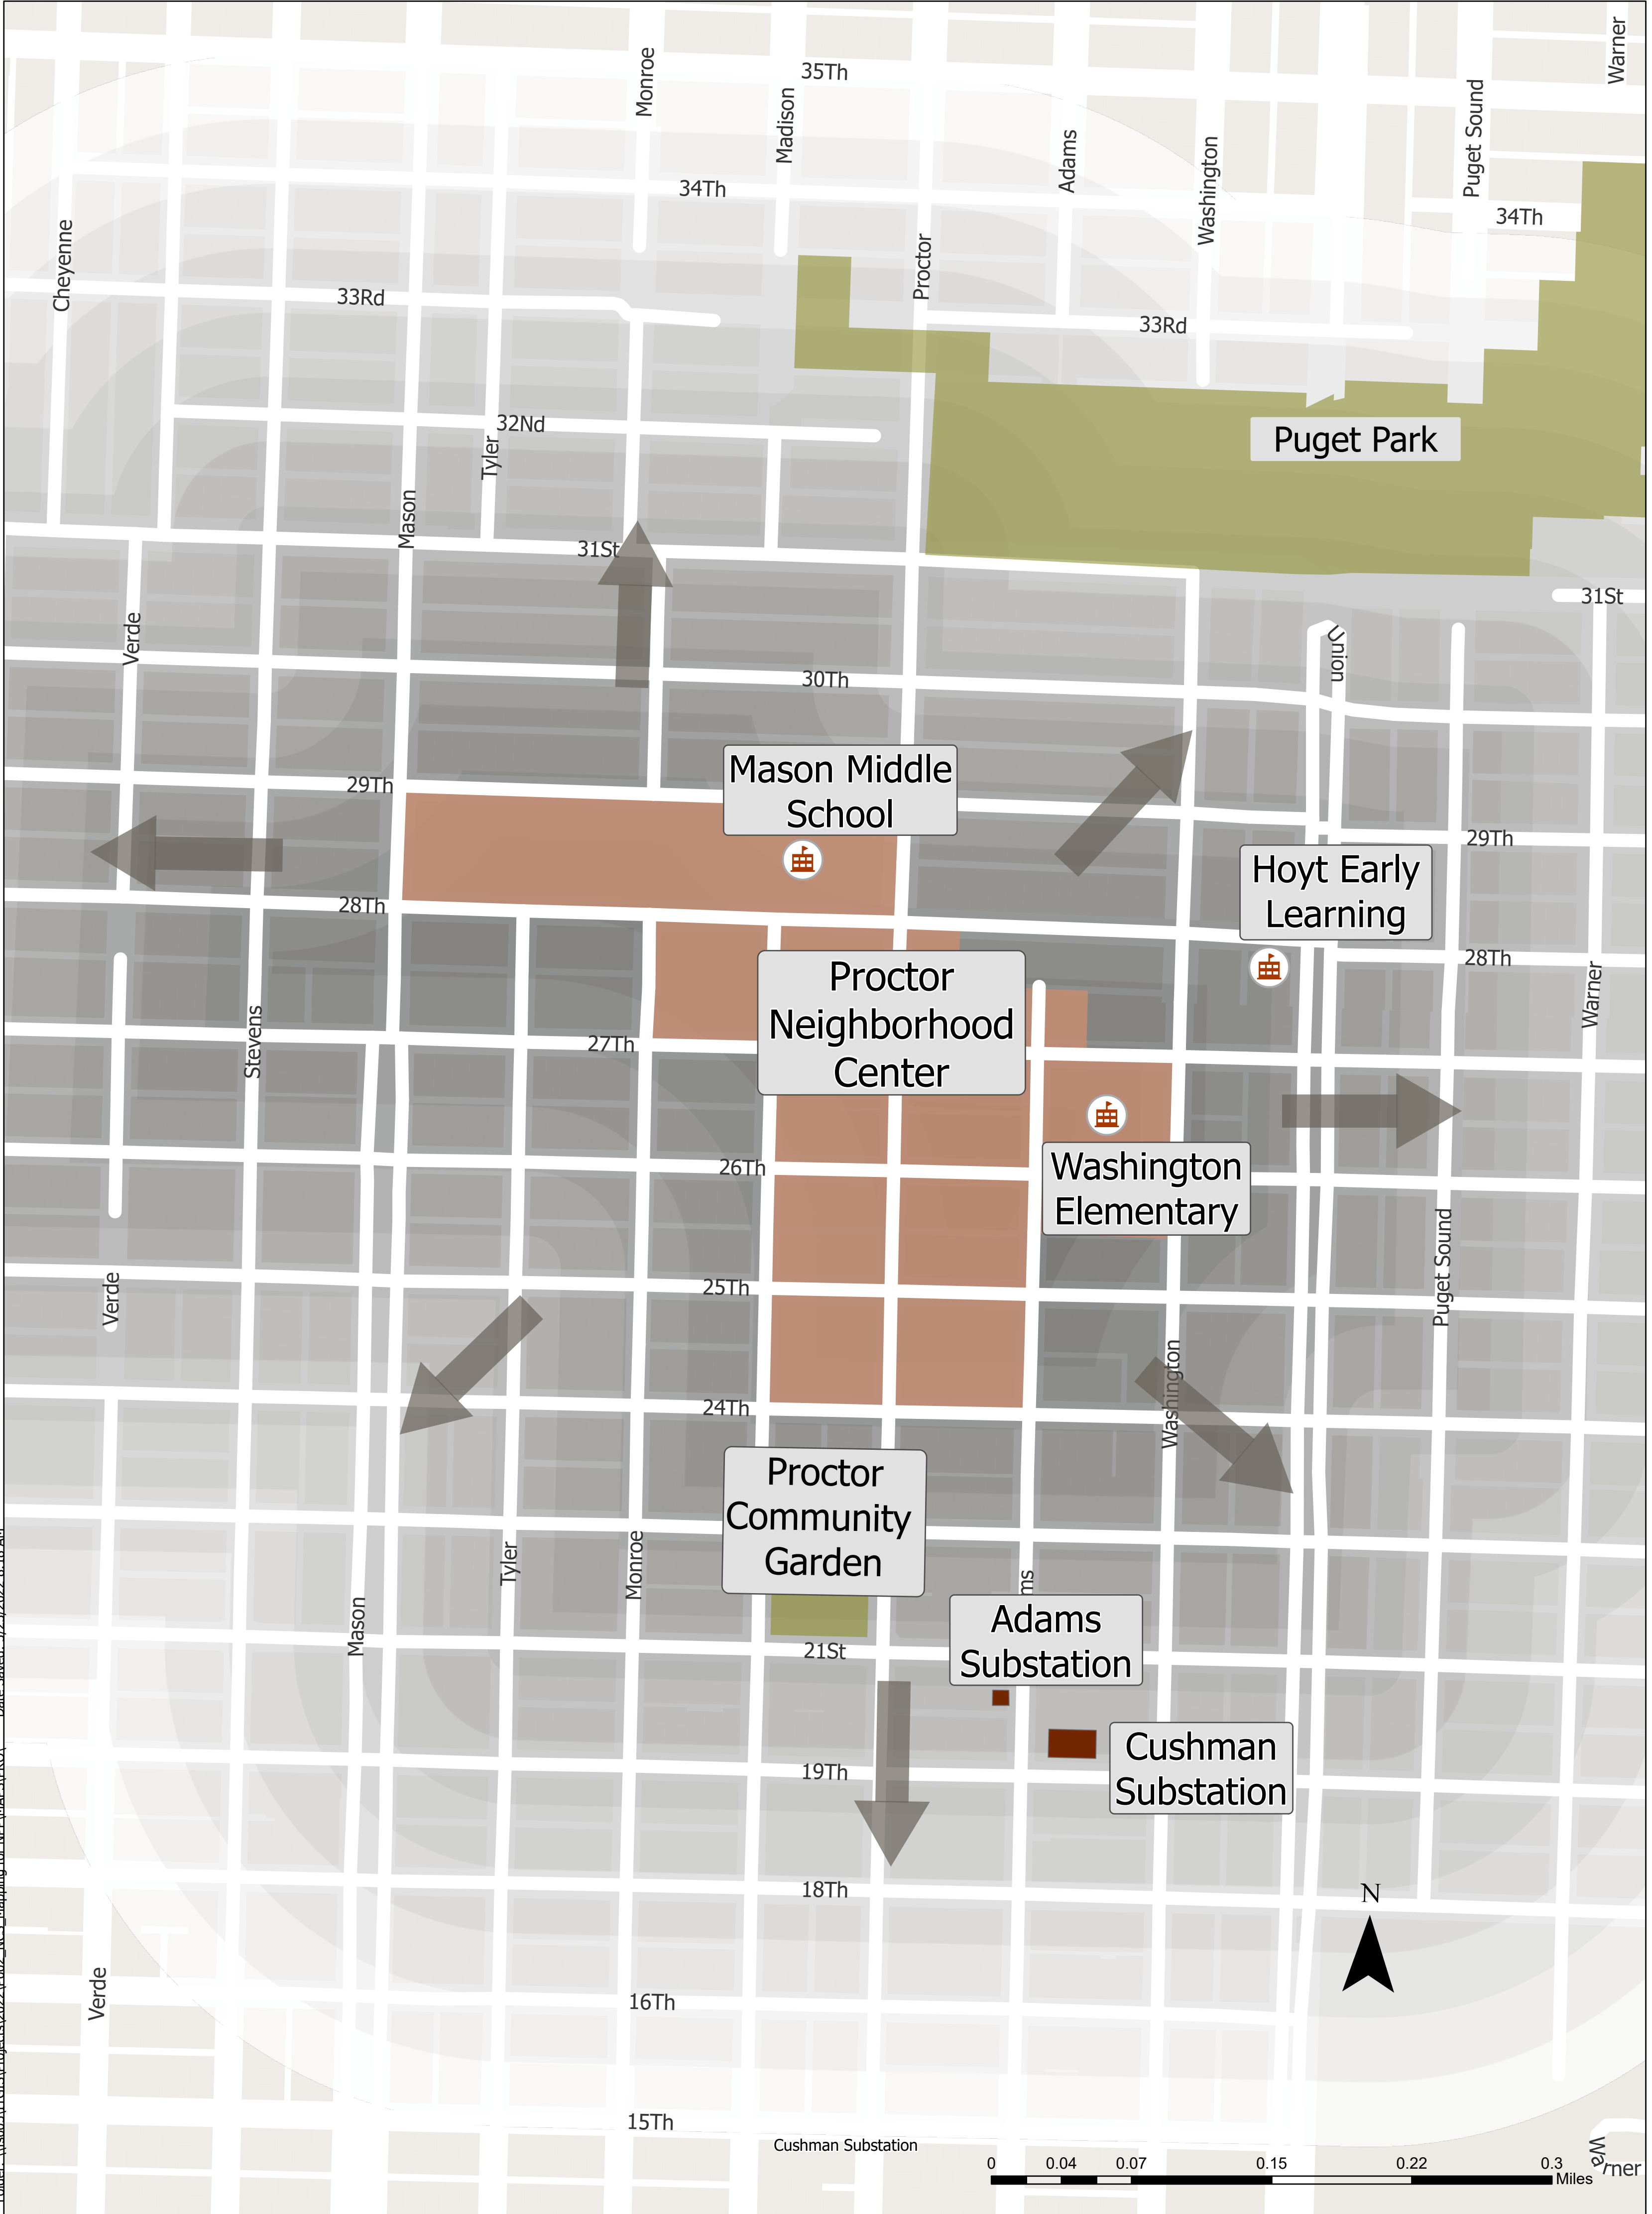 Warner
Monroe
35Th
Madison
Puget Sound
Adams
Washington
34Th
34Th
Cheyenne
Proctor
33Rd
33Rd
32Nd
Tyler
Puget Park
Mason
31St
31St
Verde
Union
30Th
Mason Middle
School
29Th
29Th
Hoyt Early
Learning
28Th
28Th
Proctor
Neighborhood
Center
Warner
Stevens
27Th
Washington
Elementary
26Th
Puget Sound
Verde
25Th
Washington
24Th
Proctor
Community
Garden
Tyler
Monroe
ms
Mason
Adams
Substation
21St
Cushman
Substation
19Th
18Th
N
Verde
16Th
15Th
Cushman Substation
Warner
0 0.04 0.07 0.15 0.22 0.3
Miles